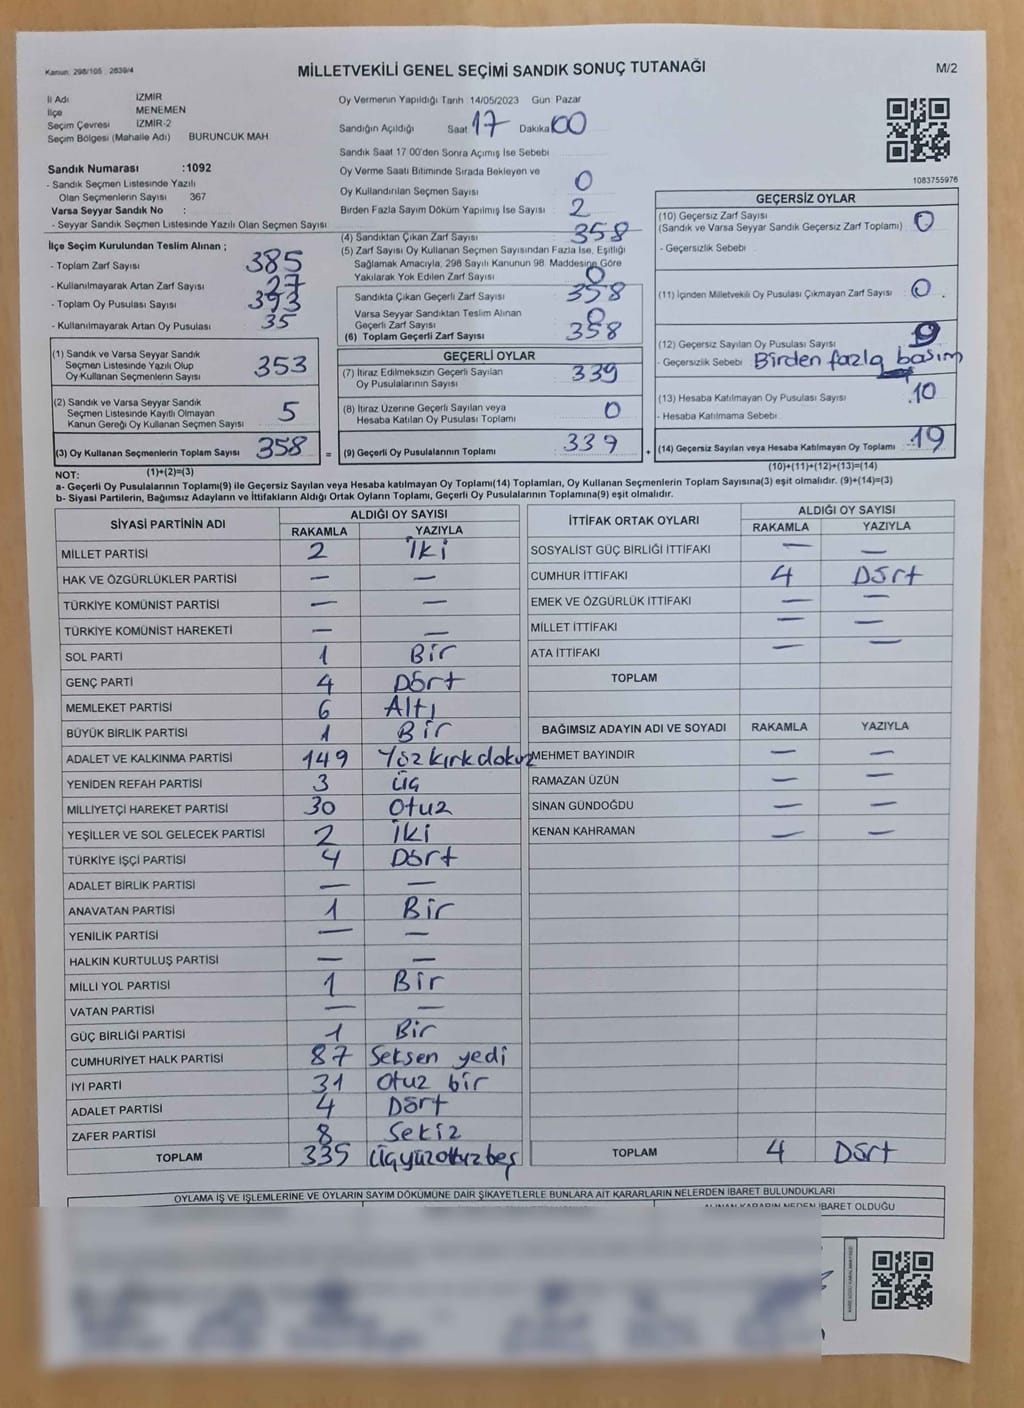 Kanun: 298/105 : 2839/4
MİLLETVEKİLİ GENEL SEÇİMİ SANDIK SONUÇ TUTANAĞI
M/2
İl Adı İZMİR
İlçe MENEMEN
Seçim Çevresi İZMİR-2
Seçim Bölgesi (Mahalle Adı) BURUNCUK MAH
Sandık Numarası :1092
- Sandık Seçmen Listesinde Yazılı
Olan Seçmenlerin Sayısı 367
Varsa Seyyar Sandık No :
- Seyyar Sandık Seçmen Listesinde Yazılı Olan Seçmen Sayısı
Oy Vermenin Yapıldığı Tarih 14/05/2023 Gün Pazar
Sandığın Açıldığı Saat 17 Dakika 00
Sandık Saat 17 00'den Sonra Açımış İse Sebebi
Oy Verme Saati Bitiminde Sırada Bekleyen ve
Oy Kullandırılan Seçmen Sayısı 0
Birden Fazla Sayım Döküm Yapılmış İse Sayısı 2
1083755976
İlçe Seçim Kurulundan Teslim Alınan ;
- Toplam Zarf Sayısı 385
- Kullanılmayarak Artan Zarf Sayısı 27
- Toplam Oy Pusulası Sayısı 393
- Kullanılmayarak Artan Oy Pusulası 35
(4) Sandıktan Çıkan Zarf Sayısı 358
(5) Zarf Sayısı Oy Kullanan Seçmen Sayısından Fazla İse, Eşitliği
Sağlamak Amacıyla, 298 Sayılı Kanunun 98. Maddesine Göre
Yakılarak Yok Edilen Zarf Sayısı 0
Sandıkta Çıkan Geçerli Zarf Sayısı 358
Varsa Seyyar Sandıktan Teslim Alınan
Geçerli Zarf Sayısı 0
(6) Toplam Geçerli Zarf Sayısı 358
GEÇERSİZ OYLAR
(10) Geçersiz Zarf Sayısı 0
(Sandık ve Varsa Seyyar Sandık Geçersiz Zarf Toplamı)
- Geçersizlik Sebebi
(11) İçinden Milletvekili Oy Pusulası Çıkmayan Zarf Sayısı 0
(12) Geçersiz Sayılan Oy Pusulası Sayısı 9
- Geçersizlik Sebebi Birden fazla basım
(13) Hesaba Katılmayan Oy Pusulası Sayısı 10
- Hesaba Katılmama Sebebi
(14) Geçersiz Sayılan veya Hesaba Katılmayan Oy Toplamı 19
(1) Sandık ve Varsa Seyyar Sandık
Seçmen Listesinde Yazılı Olup
Oy Kullanan Seçmenlerin Sayısı 353
(2) Sandık ve Varsa Seyyar Sandık
Seçmen Listesinde Kayıtlı Olmayan
Kanun Gereği Oy Kullanan Seçmen Sayısı 5
(3) Oy Kullanan Seçmenlerin Toplam Sayısı 358 =
GEÇERLİ OYLAR
(7) İtiraz Edilmeksizin Geçerli Sayılan
Oy Pusulalarının Sayısı 339
(8) İtiraz Üzerine Geçerli Sayılan veya
Hesaba Katılan Oy Pusulası Toplamı 0
(9) Geçerli Oy Pusulalarının Toplamı 339 +
(1)+(2)=(3)
(10)+(11)+(12)+(13)=(14)
NOT:
a- Geçerli Oy Pusulalarının Toplamı(9) ile Geçersiz Sayılan veya Hesaba katılmayan Oy Toplamı(14) Toplamları, Oy Kullanan Seçmenlerin Toplam Sayısına(3) eşit olmalıdır. (9)+(14)=(3)
b- Siyasi Partilerin, Bağımsız Adayların ve İttifakların Aldığı Ortak Oyların Toplamı, Geçerli Oy Pusulalarının Toplamına(9) eşit olmalıdır.
SİYASİ PARTİNİN ADI ALDIĞI OY SAYISI
RAKAMLA YAZIYLA
MİLLET PARTİSİ 2 İki
HAK VE ÖZGÜRLÜKLER PARTİSİ — —
TÜRKİYE KOMÜNİST PARTİSİ — —
TÜRKİYE KOMÜNİST HAREKETİ — —
SOL PARTİ 1 Bir
GENÇ PARTİ 4 Dört
MEMLEKET PARTİSİ 6 Altı
BÜYÜK BİRLİK PARTİSİ 1 Bir
ADALET VE KALKINMA PARTİSİ 149 Yüz kırk dokuz
YENİDEN REFAH PARTİSİ 3 Üç
MİLLİYETÇİ HAREKET PARTİSİ 30 Otuz
YEŞİLLER VE SOL GELECEK PARTİSİ 2 İki
TÜRKİYE İŞÇİ PARTİSİ 4 Dört
ADALET BİRLİK PARTİSİ — —
ANAVATAN PARTİSİ 1 Bir
YENİLİK PARTİSİ — —
HALKIN KURTULUŞ PARTİSİ — —
MİLLİ YOL PARTİSİ 1 Bir
VATAN PARTİSİ — —
GÜÇ BİRLİĞİ PARTİSİ 1 Bir
CUMHURİYET HALK PARTİSİ 87 Seksen yedi
İYİ PARTİ 31 Otuz bir
ADALET PARTİSİ 4 Dört
ZAFER PARTİSİ 8 Sekiz
TOPLAM 335 Üçyüzotuzbeş
İTTİFAK ORTAK OYLARI ALDIĞI OY SAYISI
RAKAMLA YAZIYLA
SOSYALİST GÜÇ BİRLİĞİ İTTİFAKI — —
CUMHUR İTTİFAKI 4 Dört
EMEK VE ÖZGÜRLÜK İTTİFAKI — —
MİLLET İTTİFAKI — —
ATA İTTİFAKI — —
TOPLAM
BAĞIMSIZ ADAYIN ADI VE SOYADI RAKAMLA YAZIYLA
MEHMET BAYINDIR — —
RAMAZAN ÜZÜN — —
SİNAN GÜNDOĞDU — —
KENAN KAHRAMAN — —
TOPLAM 4 Dört
OYLAMA İŞ VE İŞLEMLERİNE VE OYLARIN SAYIM DÖKÜMÜNE DAİR ŞİKAYETLERLE BUNLARA AİT KARARLARIN NELERDEN İBARET BULUNDUKLARI
ALINAN KARARIN NEDEN İBARET OLDUĞU